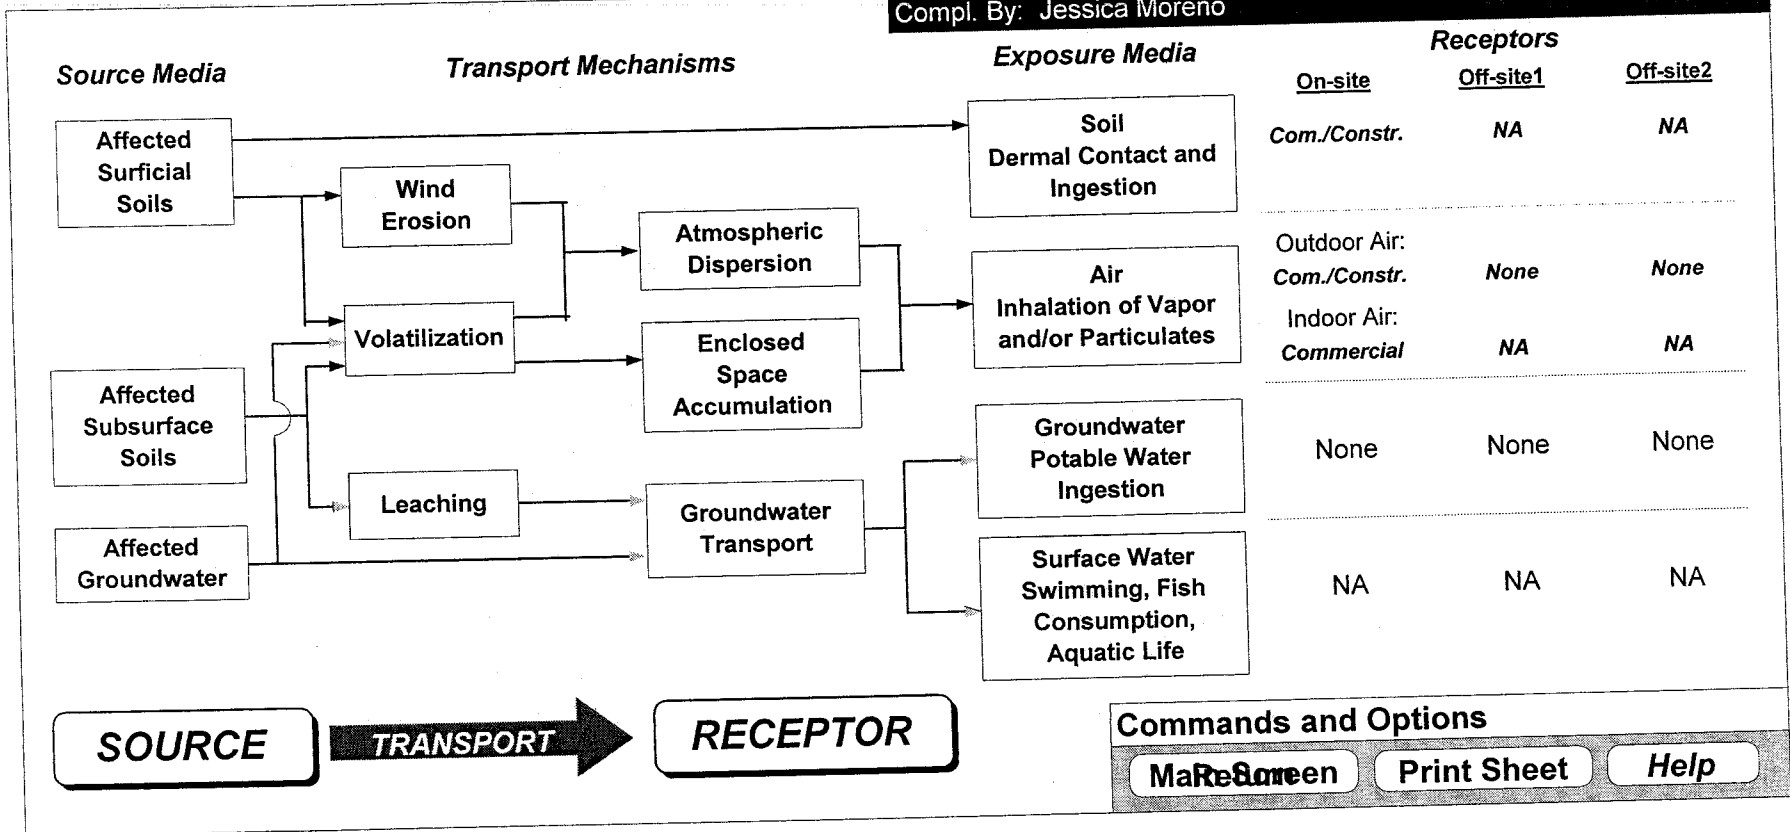 Compl. By: Jessica Moreno
Source Media
Transport Mechanisms
Exposure Media
Receptors
On-site
Off-site1
Off-site2
Affected
Surficial
Soils
Wind
Erosion
Volatilization
Affected
Subsurface
Soils
Leaching
Affected
Groundwater
Atmospheric
Dispersion
Enclosed
Space
Accumulation
Groundwater
Transport
Soil
Dermal Contact and
Ingestion
Com./Constr. NA NA
Air
Inhalation of Vapor
and/or Particulates
Outdoor Air:
Com./Constr. None None
Indoor Air:
Commercial NA NA
Groundwater
Potable Water
Ingestion
None None None
Surface Water
Swimming, Fish
Consumption,
Aquatic Life
NA NA NA
SOURCE
TRANSPORT
RECEPTOR
Commands and Options
Main Screen
Return
Print Sheet
Help